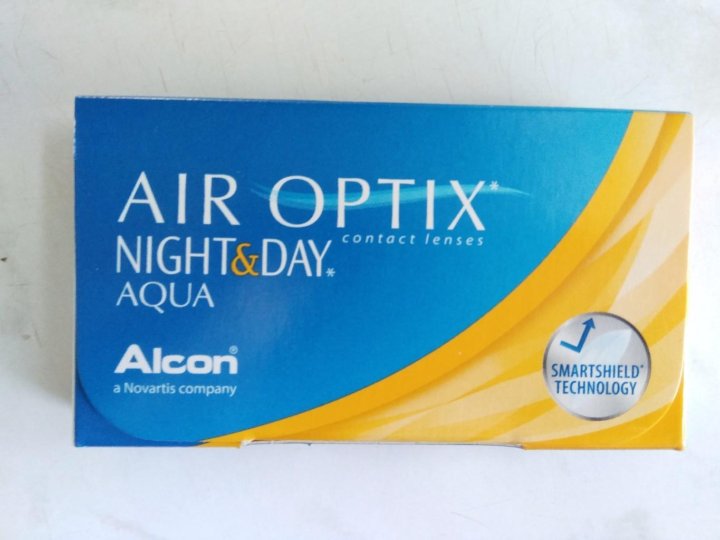 AIR OPTIX*
contact lenses
NIGHT&DAY*
AQUA
Alcon®
a Novartis company
SMARTSHIELD*
TECHNOLOGY